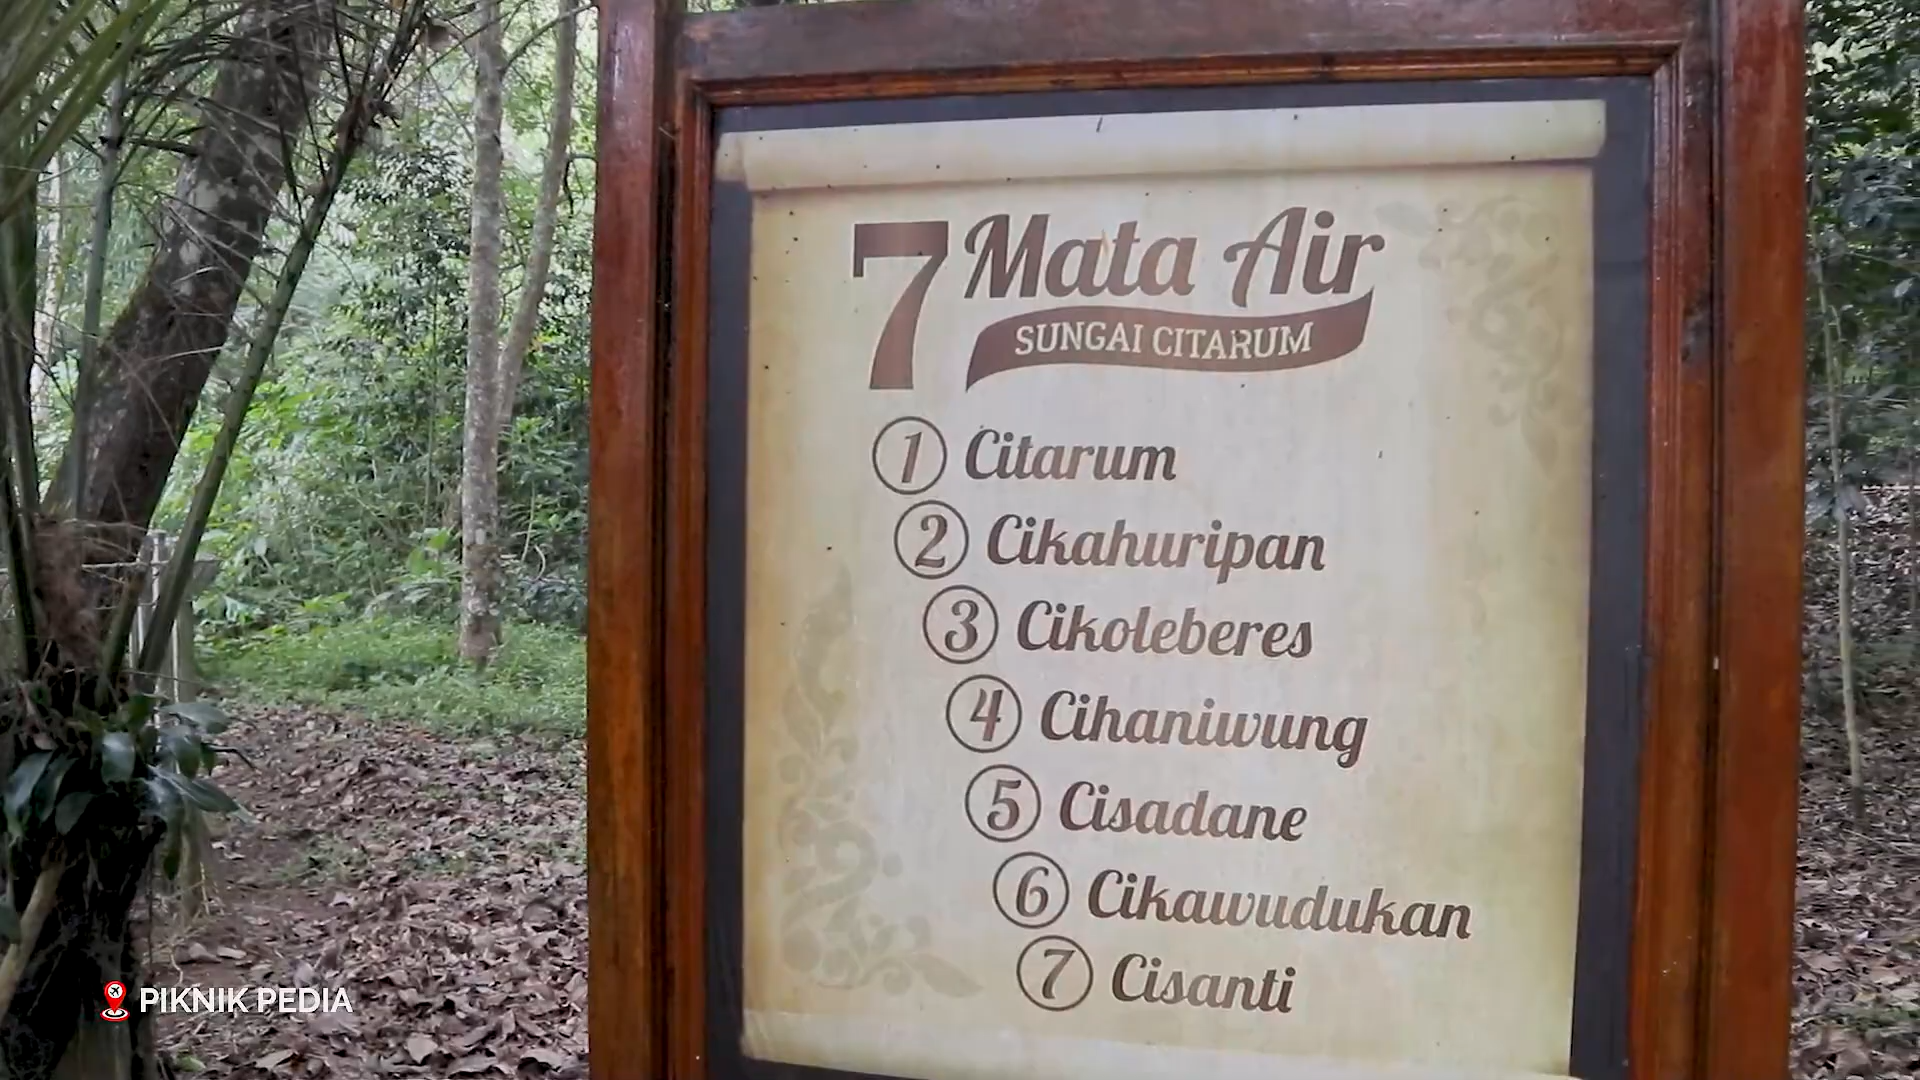 7 Mata Air
SUNGAI CITARUM
1 Citarum
2 Cikahuripan
3 Cikoleberes
4 Cihaniwung
5 Cisadane
6 Cikawudukan
7 Cisanti
PIKNIK PEDIA